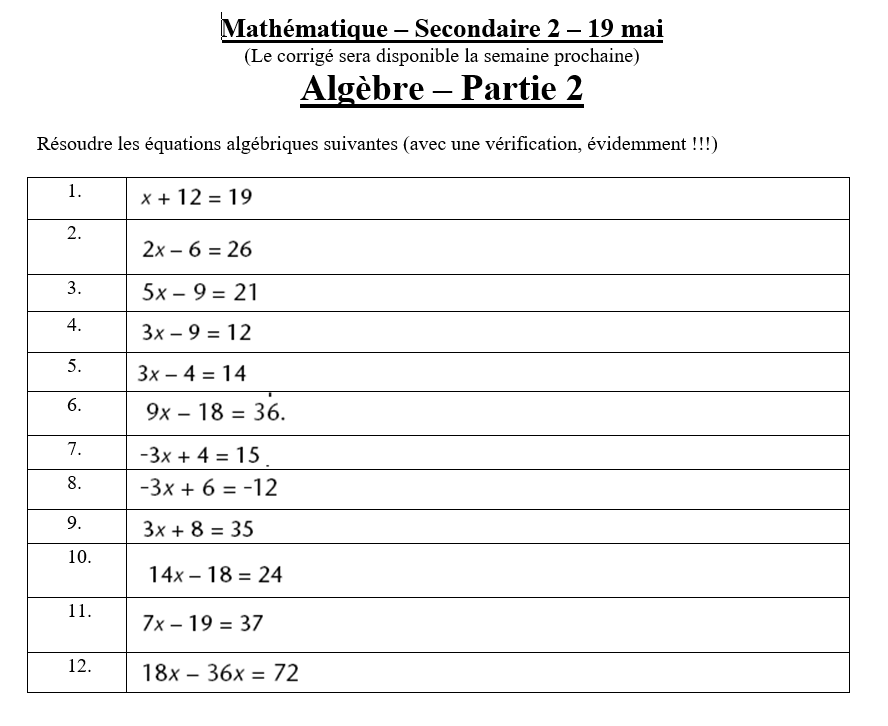 Mathématique – Secondaire 2 – 19 mai
(Le corrigé sera disponible la semaine prochaine)
Algèbre – Partie 2
Résoudre les équations algébriques suivantes (avec une vérification, évidemment !!!)
1. x + 12 = 19
2. 2x – 6 = 26
3. 5x – 9 = 21
4. 3x – 9 = 12
5. 3x – 4 = 14
6. 9x – 18 = 36.
7. -3x + 4 = 15 .
8. -3x + 6 = -12
9. 3x + 8 = 35
10. 14x – 18 = 24
11. 7x – 19 = 37
12. 18x – 36x = 72